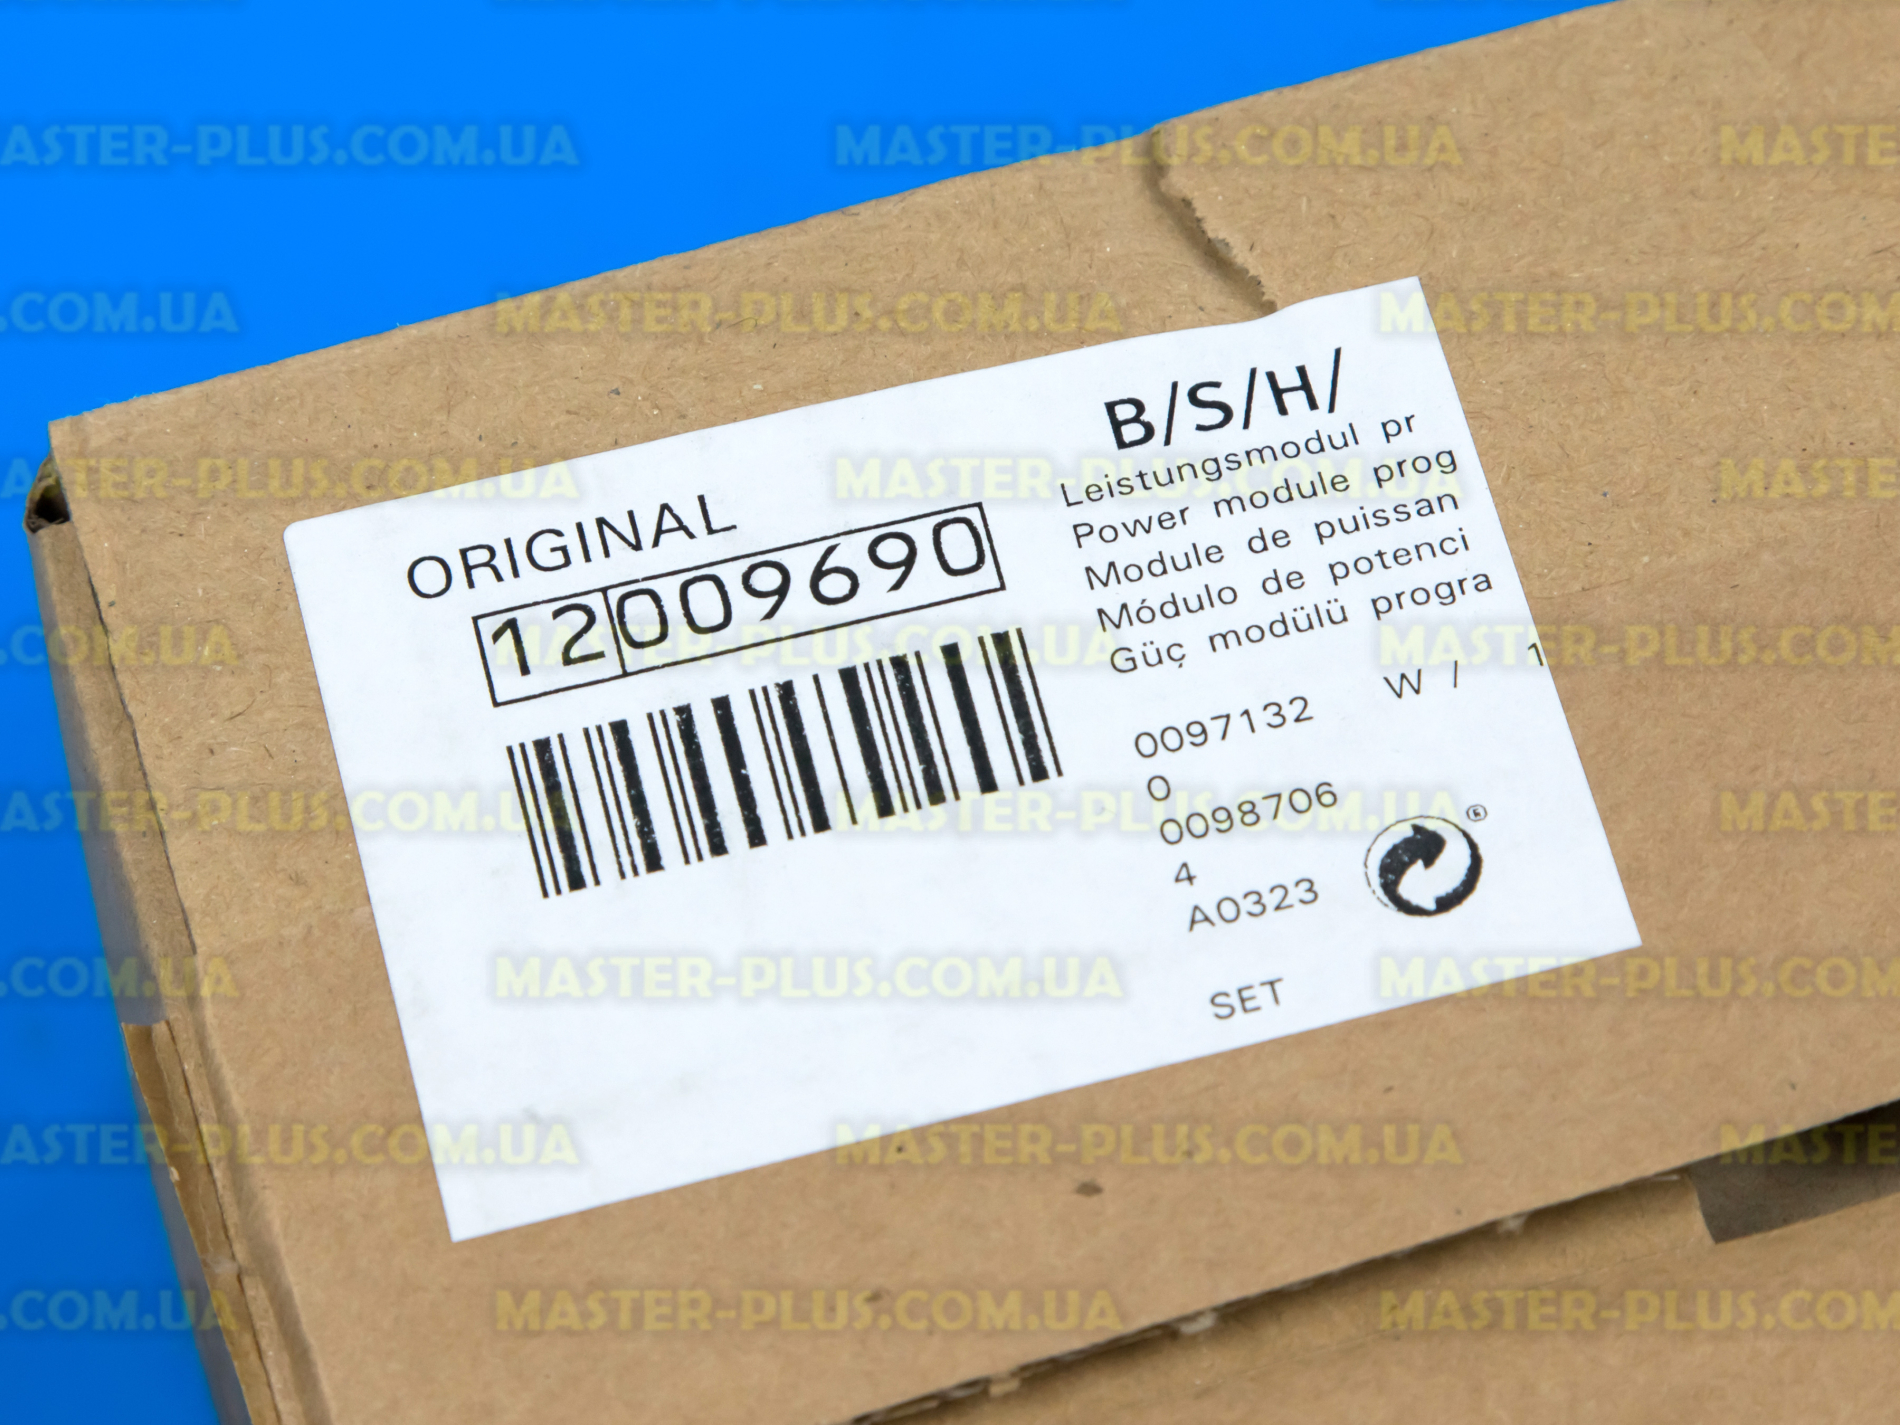 B/S/H/
ORIGINAL
12009690
Leistungsmodul pr
Power module prog
Module de puissan
Módulo de potenci
Güç modülü progra
W / 1
0097132
0
0098706
4
A0323
SET
MASTER-PLUS.COM.UA